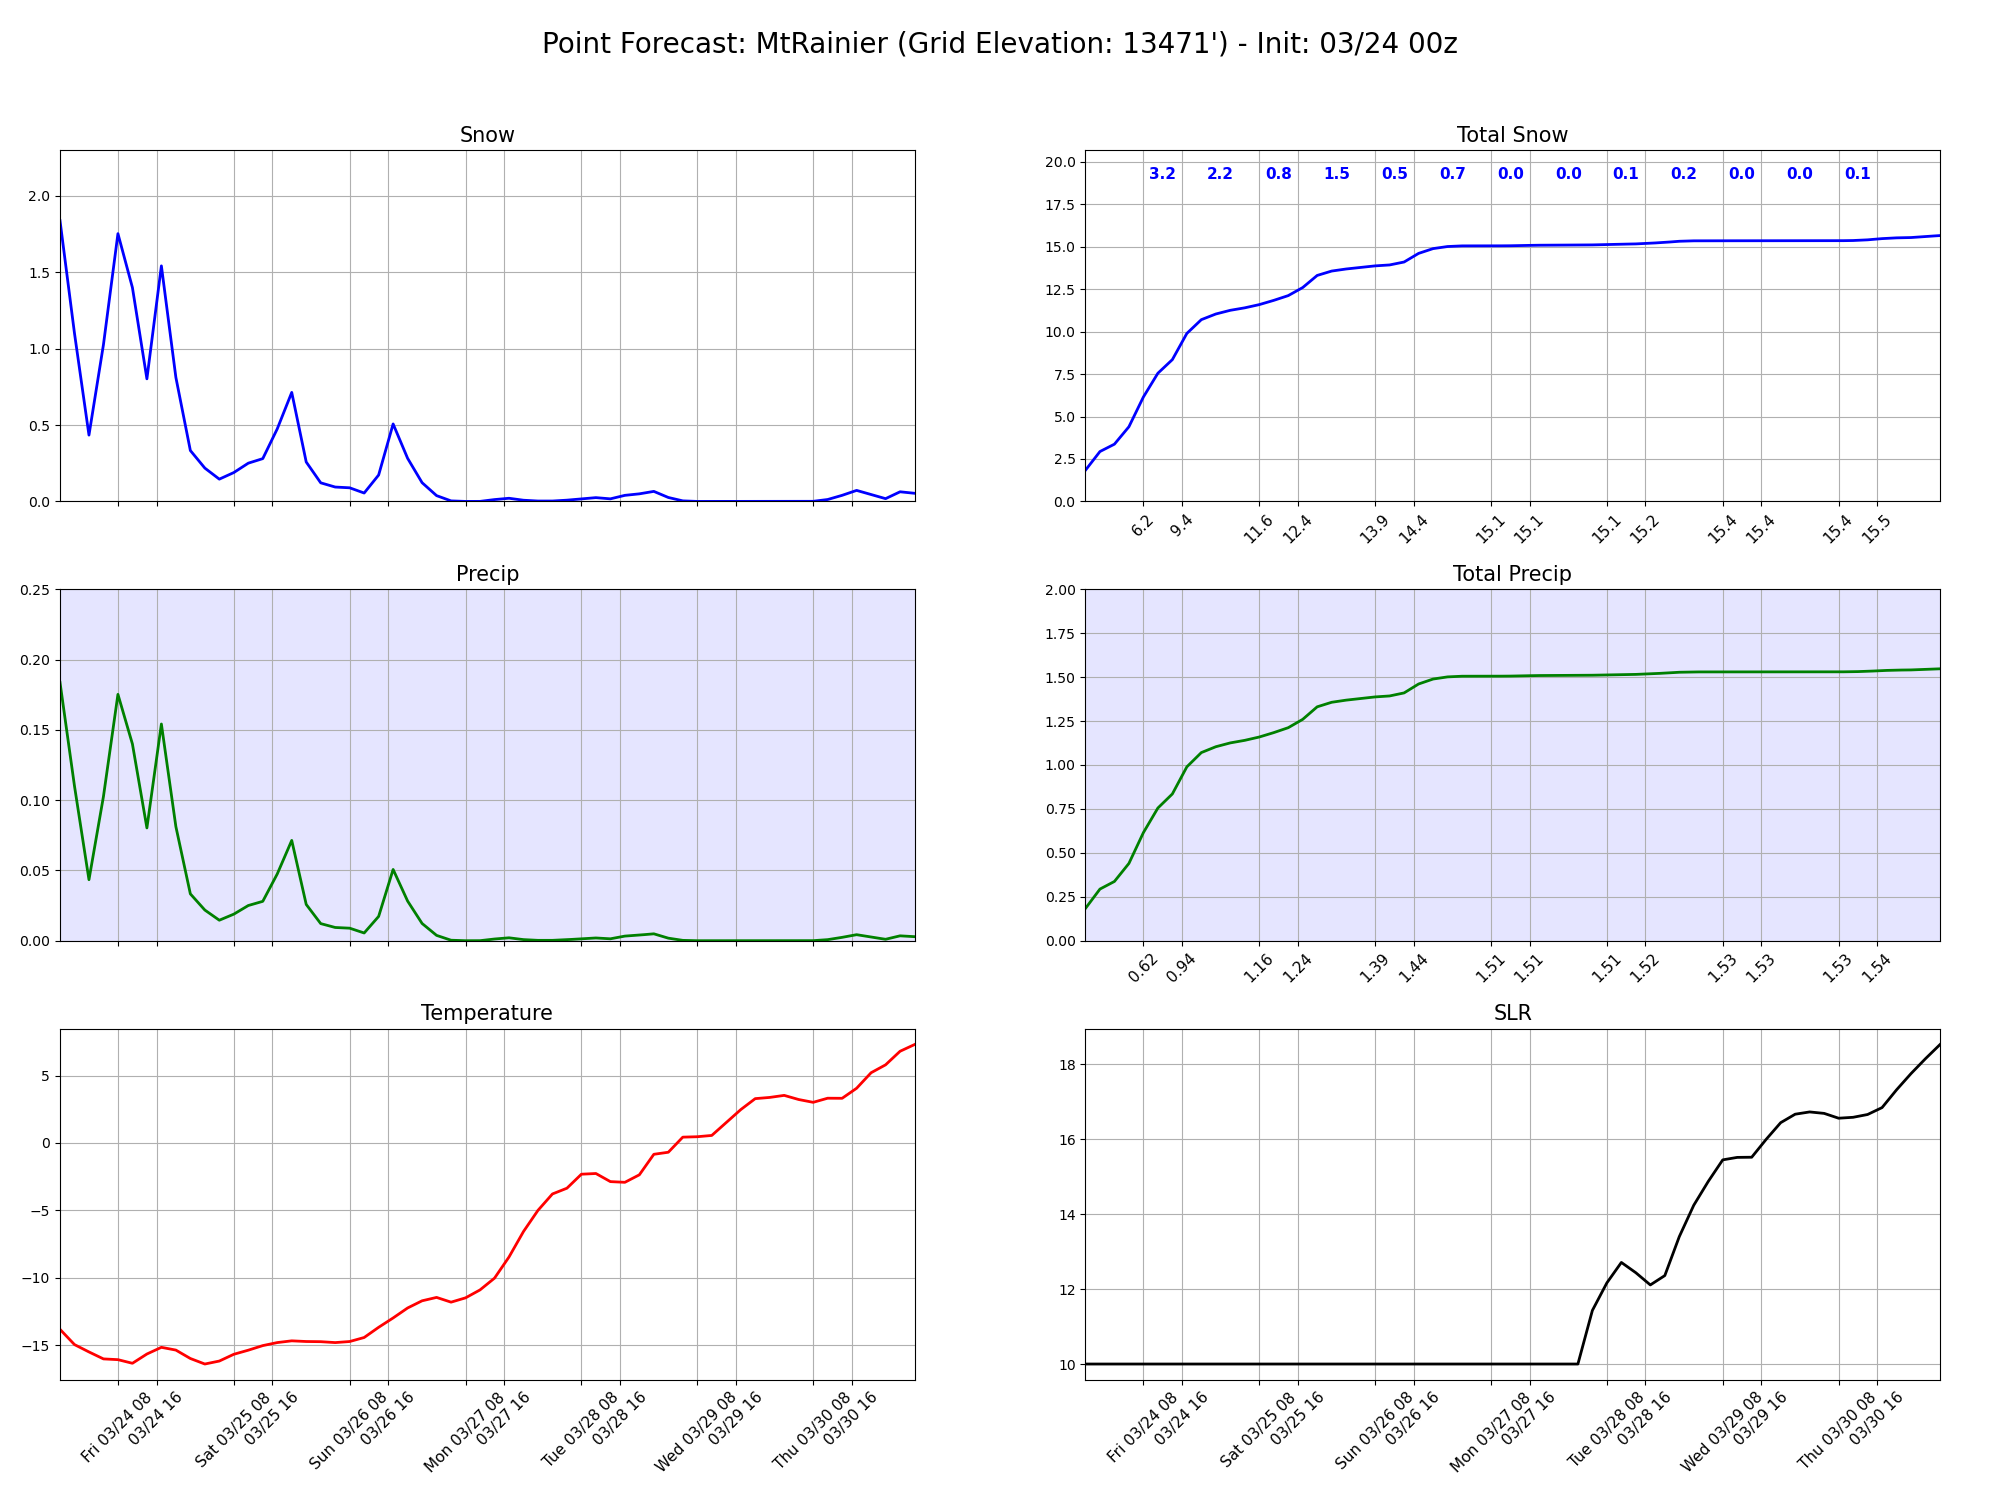 Point Forecast: MtRainier (Grid Elevation: 13471') - Init: 03/24 00z
Snow
2.0
1.5
1.0
0.5
0.0
Total Snow
20.0
17.5
15.0
12.5
10.0
7.5
5.0
2.5
0.0
3.2 2.2 0.8 1.5 0.5 0.7 0.0 0.0 0.1 0.2 0.0 0.0 0.1
6.2 9.4 11.6 12.4 13.9 14.4 15.1 15.1 15.1 15.2 15.4 15.4 15.4 15.5
Precip
0.25
0.20
0.15
0.10
0.05
0.00
Total Precip
2.00
1.75
1.50
1.25
1.00
0.75
0.50
0.25
0.00
0.62 0.94 1.16 1.24 1.39 1.44 1.51 1.51 1.51 1.52 1.53 1.53 1.53 1.54
Temperature
5
0
−5
−10
−15
Fri 03/24 08
03/24 16
Sat 03/25 08
03/25 16
Sun 03/26 08
03/26 16
Mon 03/27 08
03/27 16
Tue 03/28 08
03/28 16
Wed 03/29 08
03/29 16
Thu 03/30 08
03/30 16
SLR
18
16
14
12
10
Fri 03/24 08
03/24 16
Sat 03/25 08
03/25 16
Sun 03/26 08
03/26 16
Mon 03/27 08
03/27 16
Tue 03/28 08
03/28 16
Wed 03/29 08
03/29 16
Thu 03/30 08
03/30 16